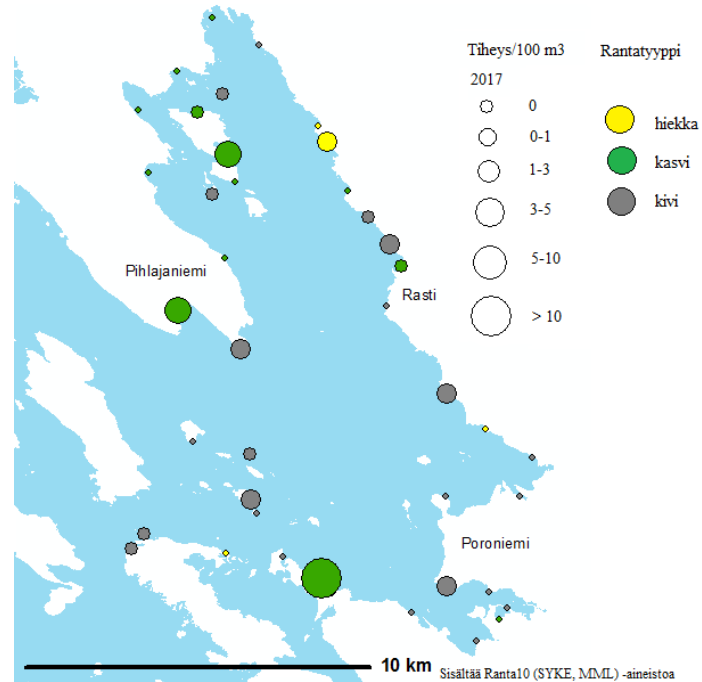 Tiheys/100 m3
Rantatyyppi
2017
0
0-1
1-3
3-5
5-10
> 10
hiekka
kasvi
kivi
Pihlajaniemi
Rasti
Poroniemi
10 km
Sisältää Ranta10 (SYKE, MML) -aineistoa